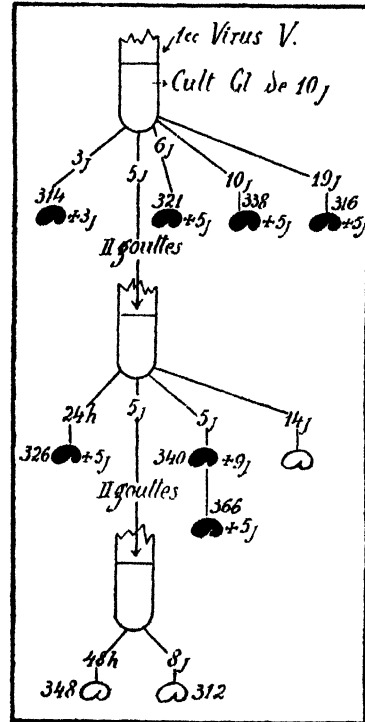 1cc Virus V.
Cult Gl de 10j
3j 5j 6j 10j 19j
314 +3j 321 +5j 338 +5j 316 +5j
II gouttes
24h 5j 5j 14j
326 +5j 340 +9j
II gouttes
366 +5j
48h 8j
348 312